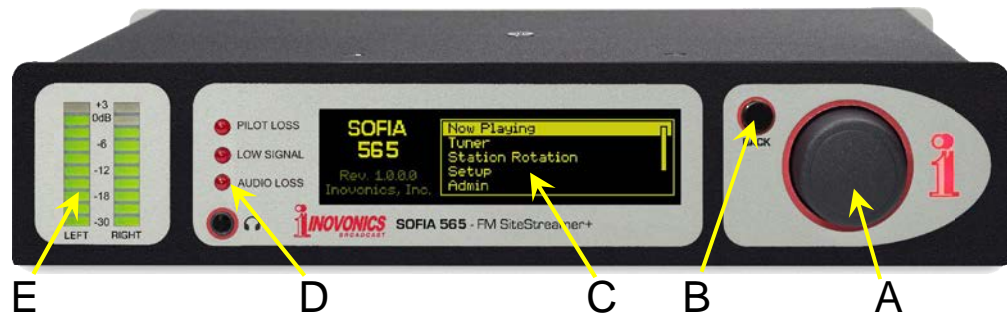 +3
0dB
-6
-12
-18
-30
LEFT RIGHT
PILOT LOSS
LOW SIGNAL
AUDIO LOSS
SOFIA
565
Rev. 1.0.0.0
Inovonics, Inc.
Now Playing
Tuner
Station Rotation
Setup
Admin
INOVONICS
BROADCAST
SOFIA 565 - FM SiteStreamer+
E
D
C
B
A